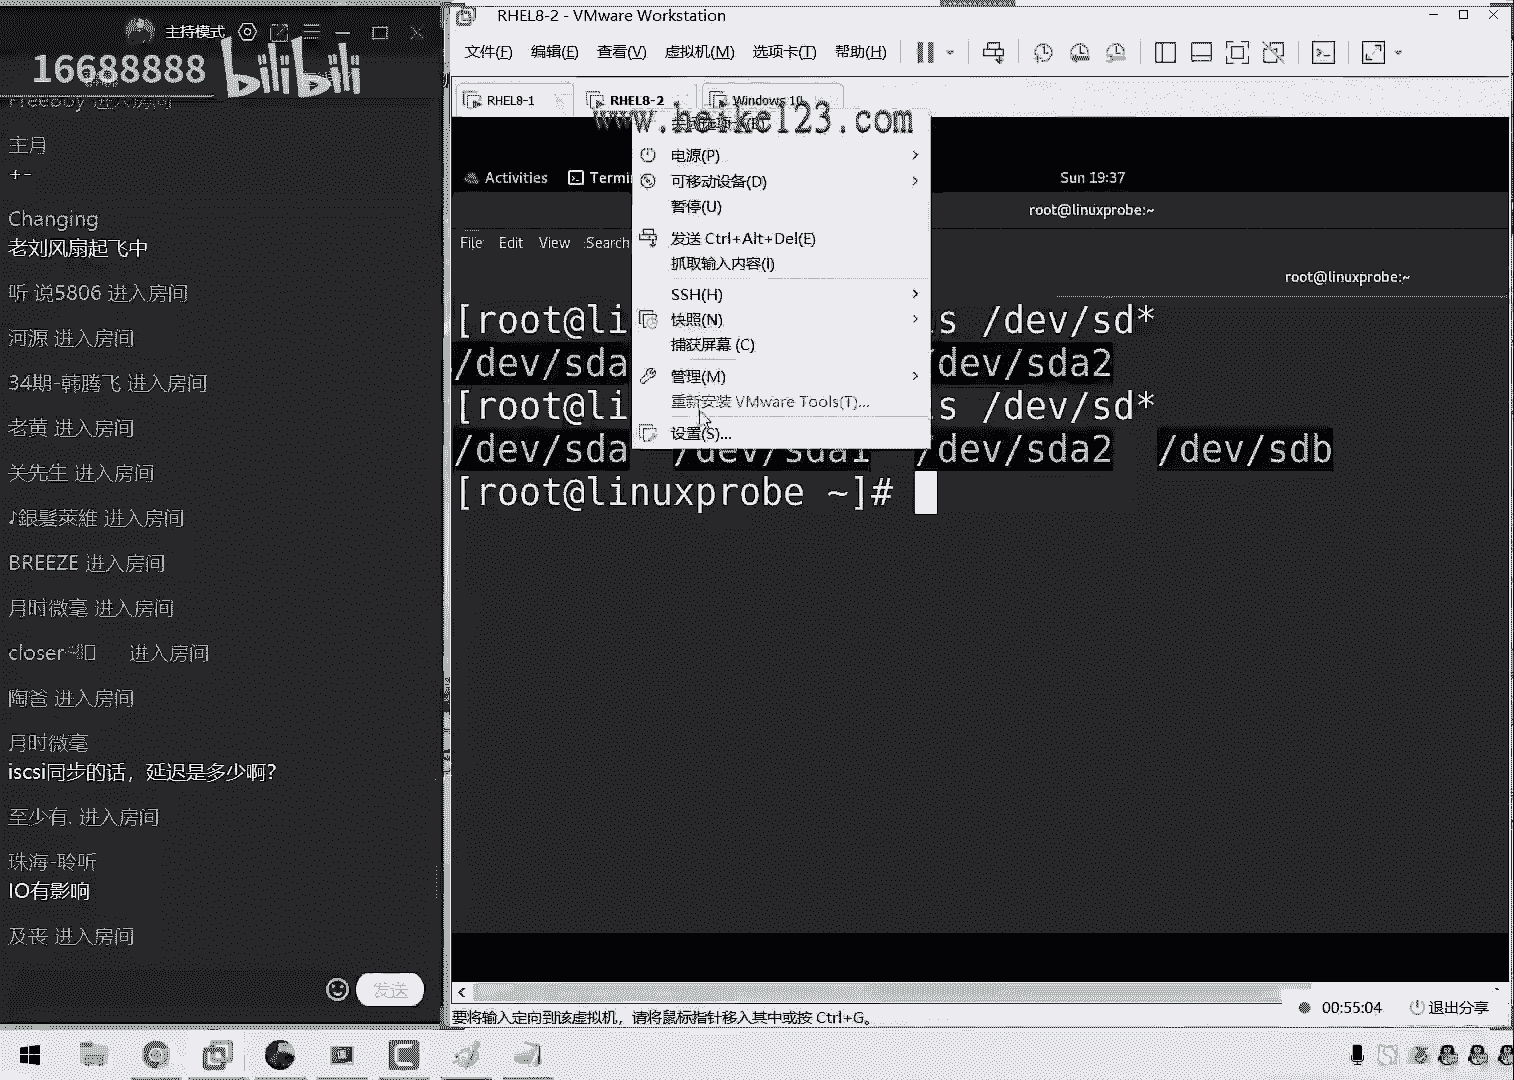 主持模式
16688888
bilibili
进入房间
主月
+-
Changing
老刘风扇起飞中
听 说5806 进入房间
河源 进入房间
34期-韩腾飞 进入房间
老黄 进入房间
关先生 进入房间
♪銀髮萊維 进入房间
BREEZE 进入房间
月时微毫 进入房间
closer 进入房间
陶爸 进入房间
月时微毫
iscsi同步的话，延迟是多少啊?
至少有. 进入房间
珠海-聆听
IO有影响
及丧 进入房间
发送
RHEL8-2 - VMware Workstation
文件(F) 编辑(E) 查看(V) 虚拟机(M) 选项卡(T) 帮助(H)
RHEL8-1 RHEL8-2 Windows 10
www.heike123.com
电源(P)
可移动设备(D)
暂停(U)
发送 Ctrl+Alt+Del(E)
抓取输入内容(I)
SSH(H)
快照(N)
捕获屏幕 (C)
管理(M)
重新安装 VMware Tools(T)...
设置(S)...
Activities Termi Sun 19:37
root@linuxprobe:~
File Edit View Search
root@linuxprobe:~
[root@li s /dev/sd*
/dev/sda /dev/sda2
[root@li s /dev/sd*
/dev/sda /dev/sda1 /dev/sda2 /dev/sdb
[root@linuxprobe ~]#
00:55:04 退出分享
要将输入定向到该虚拟机，请将鼠标指针移入其中或按 Ctrl+G。